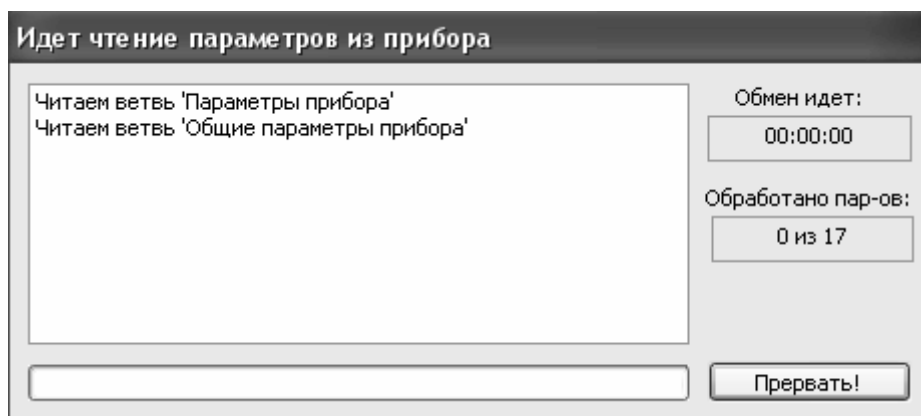 Идет чтение параметров из прибора
Читаем ветвь 'Параметры прибора'
Читаем ветвь 'Общие параметры прибора'
Обмен идет:
00:00:00
Обработано пар-ов:
0 из 17
Прервать!